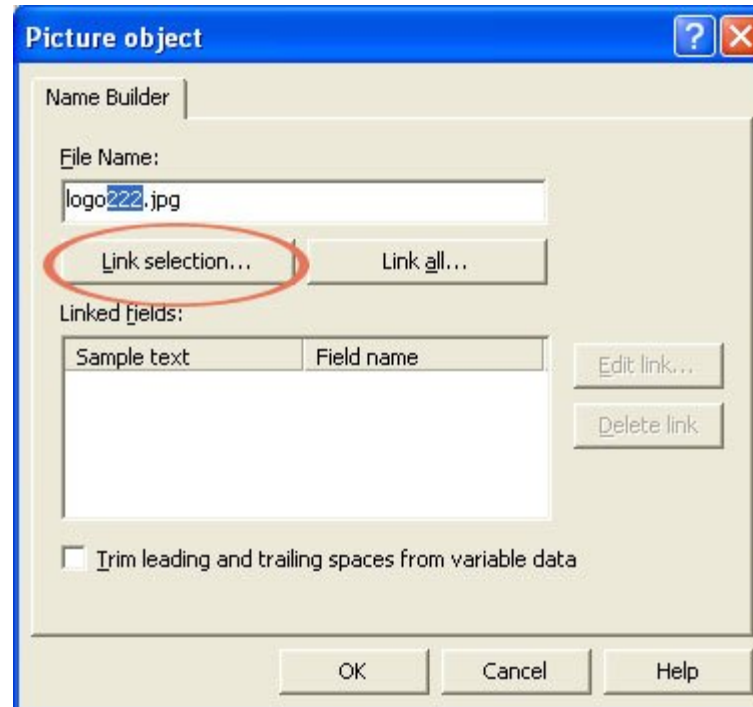 Picture object
Name Builder
File Name:
logo222.jpg
Link selection... Link all...
Linked fields:
Sample text Field name
Edit link...
Delete link
Trim leading and trailing spaces from variable data
OK Cancel Help